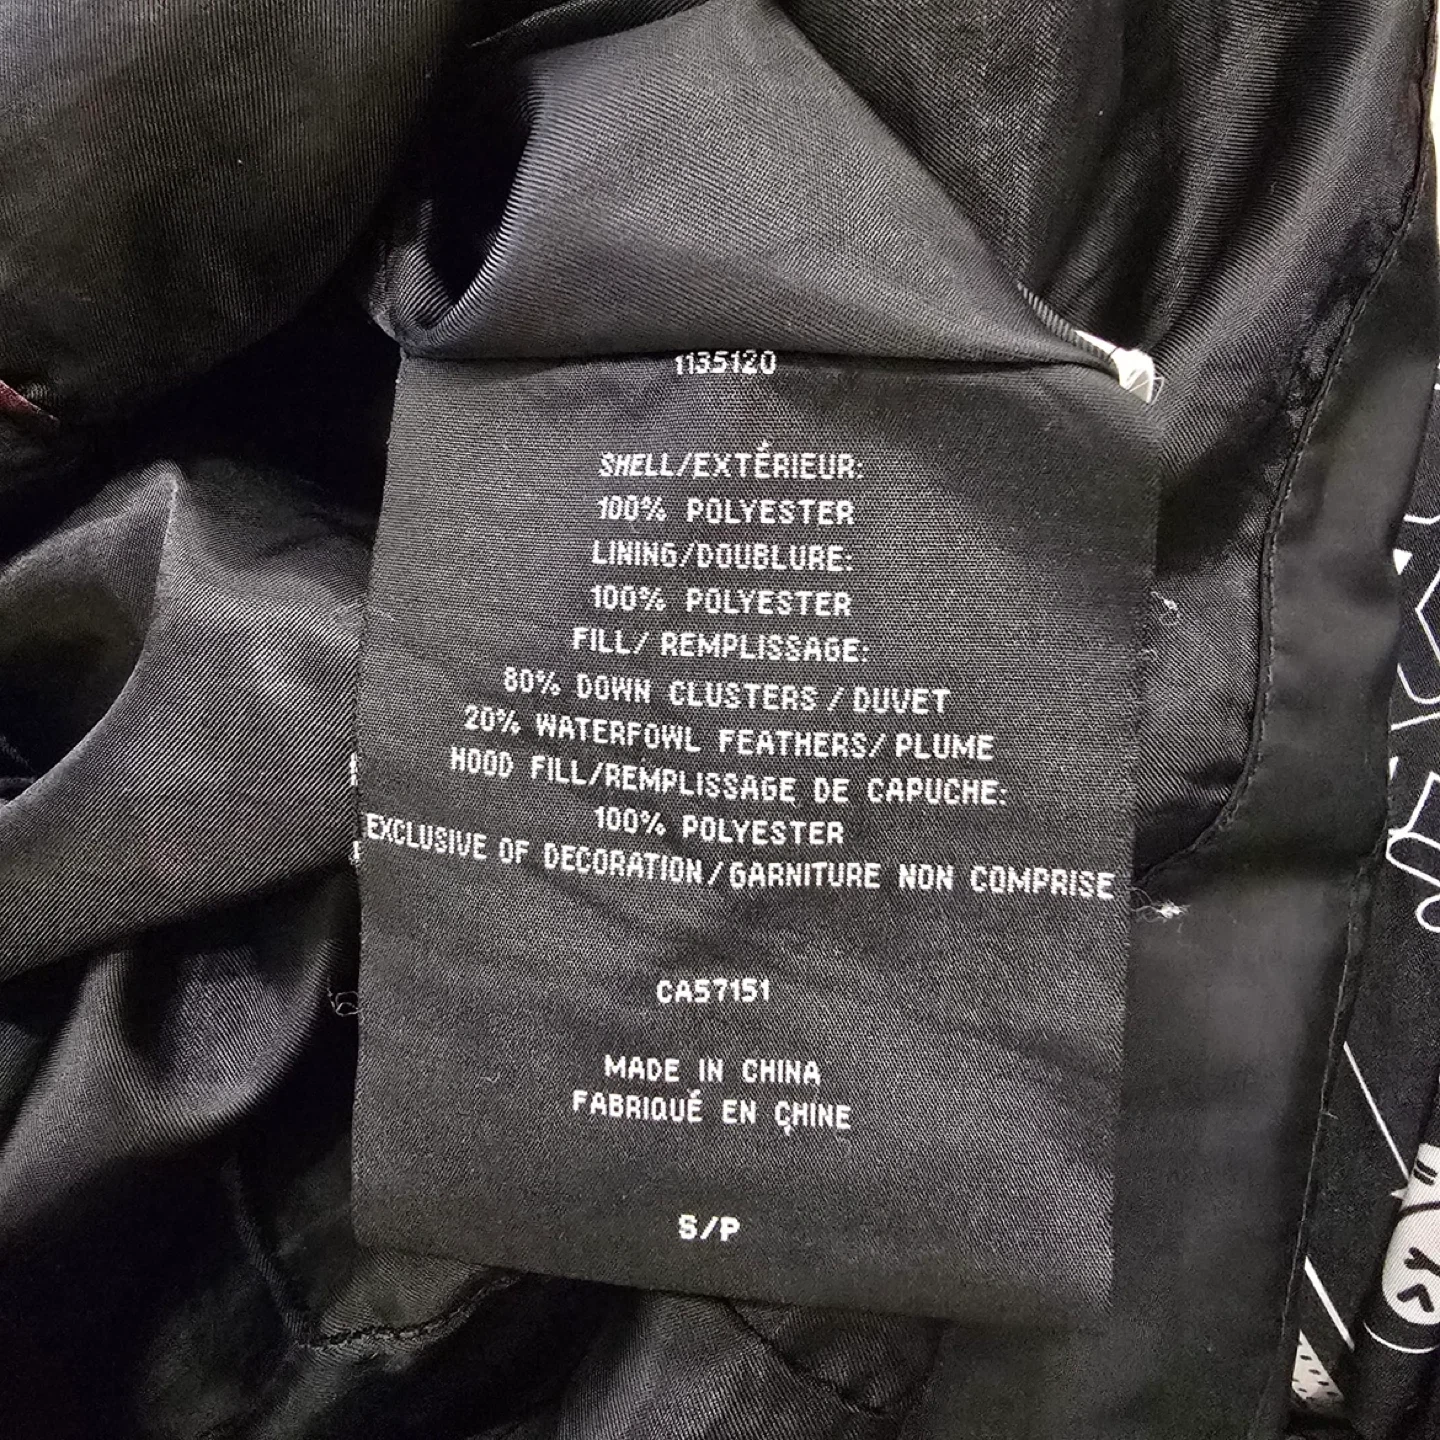 1135120
SHELL/EXTÉRIEUR:
100% POLYESTER
LINING/DOUBLURE:
100% POLYESTER
FILL/ REMPLISSAGE:
80% DOWN CLUSTERS / DUVET
20% WATERFOWL FEATHERS/ PLUME
HOOD FILL/REMPLISSAGE DE CAPUCHE:
100% POLYESTER
EXCLUSIVE OF DECORATION/GARNITURE NON COMPRISE
CA57151
MADE IN CHINA
FABRIQUÉ EN CHINE
S/P